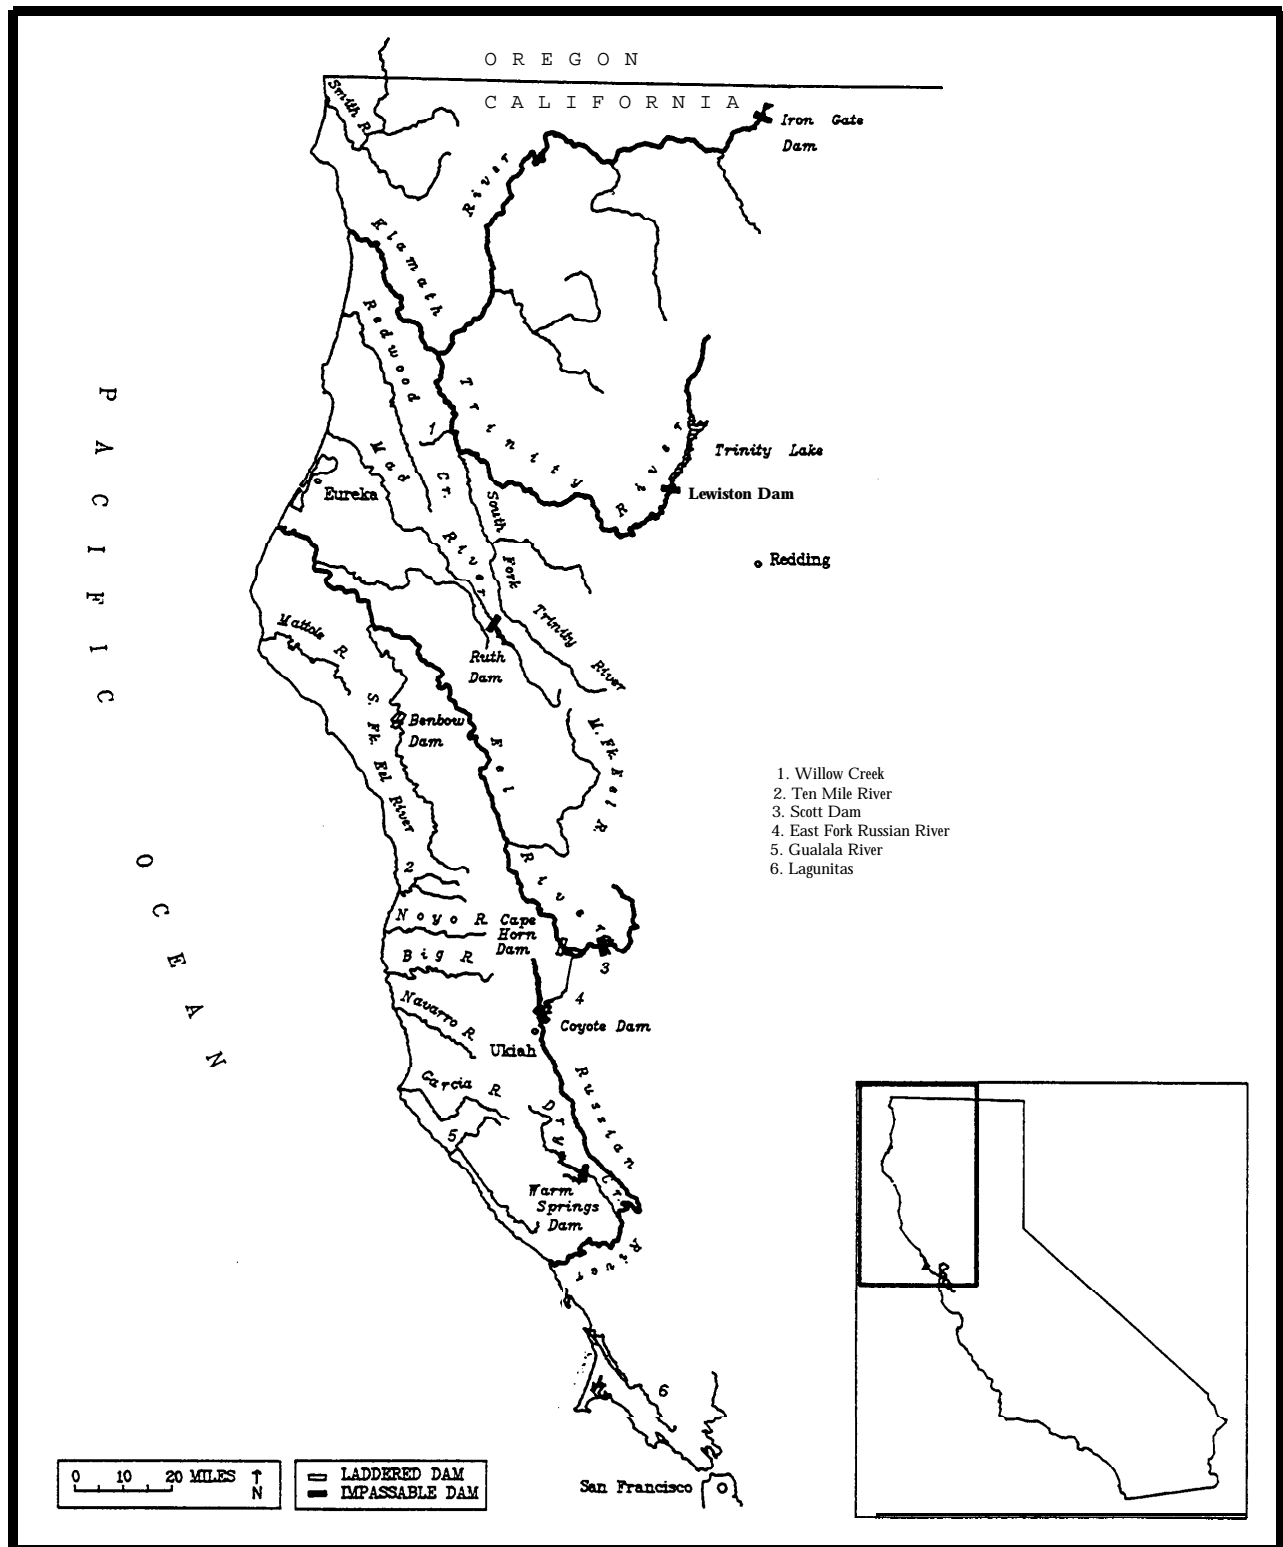 OREGON
CALIFORNIA
Smith R.
Iron Gate
Dam
Klamath River
Redwood Cr.
1
Trinity River
Trinity Lake
Lewiston Dam
Mad River
Eureka
South Fork Trinity River
Redding
PACIFIC OCEAN
Mattole R.
Ruth
Dam
S. Fk. Eel River
Benbow
Dam
Eel River
M. Fk. Eel R.
1. Willow Creek
2. Ten Mile River
3. Scott Dam
4. East Fork Russian River
5. Gualala River
6. Lagunitas
2
Noyo R.
Cape
Horn
Dam
3
Big R.
4
Navarro R.
Coyote Dam
Ukiah
Garcia R.
Russian River
Dry Cr.
5
Warm
Springs
Dam
6
San Francisco
0 10 20 MILES ↑
N
LADDERED DAM
IMPASSABLE DAM